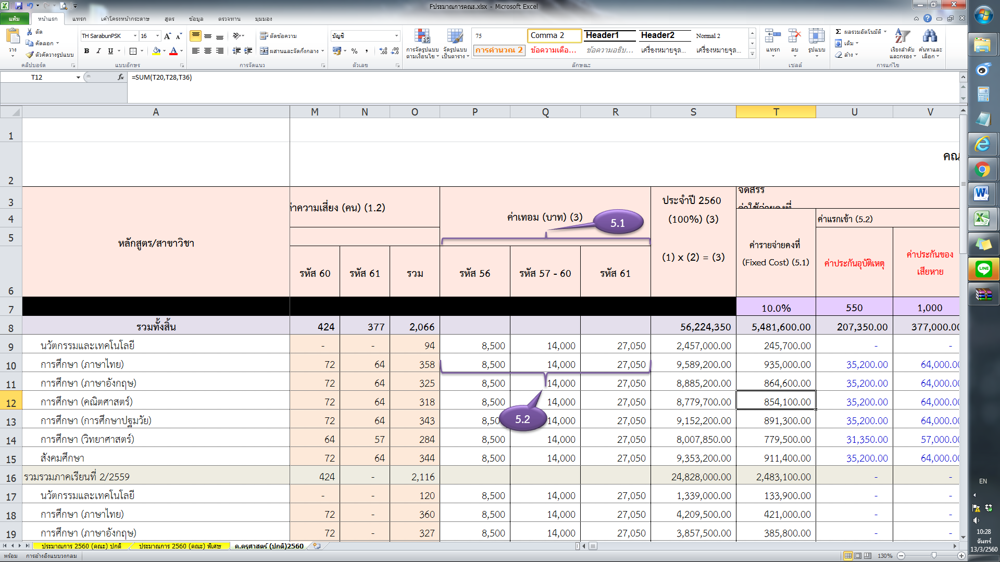 Fประมาณการคณะ.xlsx - Microsoft Excel
แฟ้ม หน้าแรก แทรก เค้าโครงหน้ากระดาษ สูตร ข้อมูล ตรวจทาน มุมมอง
วาง
ตัด
คัดลอก
ตัวคัดวางรูปแบบ
คลิปบอร์ด
TH SarabunPSK 16
B I U
แบบอักษร
ตัดข้อความ
ผสานและจัดกึ่งกลาง
การจัดแนว
บัญชี
%
ตัวเลข
การจัดรูปแบบตามเงื่อนไข
จัดรูปแบบเป็นตาราง
75 Comma 2 Header1 Header2 Normal 2
การคำนวณ 2 ข้อความเตือ... ข้อความอธิบ... เครื่องหมายจุล... เครื่องหมายจุล...
ลักษณะ
แทรก ลบ รูปแบบ
เซลล์
ผลรวมอัตโนมัติ
เติม
ล้าง
เรียงลำดับและกรอง
ค้นหาและเลือก
การแก้ไข
T12 fx =SUM(T20,T28,T36)
A M N O P Q R S T U V
1
2 คณ
3
4
5
6
หลักสูตร/สาขาวิชา
ค่าความเสี่ยง (คน) (1.2)
รหัส 60 รหัส 61 รวม
ค่าเทอม (บาท) (3)
5.1
รหัส 56 รหัส 57 - 60 รหัส 61
ประจำปี 2560
(100%) (3)
(1) x (2) = (3)
จัดสรร
ค่าใช้จ่ายคงที่
ค่ารายจ่ายคงที่
(Fixed Cost) (5.1)
ค่าแรกเข้า (5.2)
ค่าประกันอุบัติเหตุ
ค่าประกันของ
เสียหาย
7 10.0% 550 1,000
8 รวมทั้งสิ้น 424 377 2,066 56,224,350 5,481,600.00 207,350.00 377,000.00
9 นวัตกรรมและเทคโนโลยี - - 94 8,500 14,000 27,050 2,457,000.00 245,700.00 - -
10 การศึกษา (ภาษาไทย) 72 64 358 8,500 14,000 27,050 9,589,200.00 935,000.00 35,200.00 64,000.00
11 การศึกษา (ภาษาอังกฤษ) 72 64 325 8,500 14,000 27,050 8,885,200.00 864,600.00 35,200.00 64,000.00
12 การศึกษา (คณิตศาสตร์) 72 64 318 8,500 14,000 27,050 8,779,700.00 854,100.00 35,200.00 64,000.00
5.2
13 การศึกษา (การศึกษาปฐมวัย) 72 64 343 8,500 14,000 27,050 9,152,200.00 891,300.00 35,200.00 64,000.00
14 การศึกษา (วิทยาศาสตร์) 64 57 284 8,500 14,000 27,050 8,007,850.00 779,500.00 31,350.00 57,000.00
15 สังคมศึกษา 72 64 344 8,500 14,000 27,050 9,353,200.00 911,400.00 35,200.00 64,000.00
16 รวมรวมภาคเรียนที่ 2/2559 424 - 2,116 24,828,000.00 2,483,100.00 - -
17 นวัตกรรมและเทคโนโลยี - - 120 8,500 14,000 27,050 1,339,000.00 133,900.00 - -
18 การศึกษา (ภาษาไทย) 72 - 360 8,500 14,000 27,050 4,209,500.00 421,000.00 - -
19 การศึกษา (ภาษาอังกฤษ) 72 - 327 8,500 14,000 27,050 3,857,500.00 385,800.00 - -
ประมาณการ 2560 (คณะ) ปกติ ประมาณการ 2560 (คณะ) พิเศษ ค.ครุศาสตร์ (ปกติ)2560
พร้อม การอ้างอิงแบบวงกลม 130%
LINE
EN
10:28
จันทร์
13/3/2560